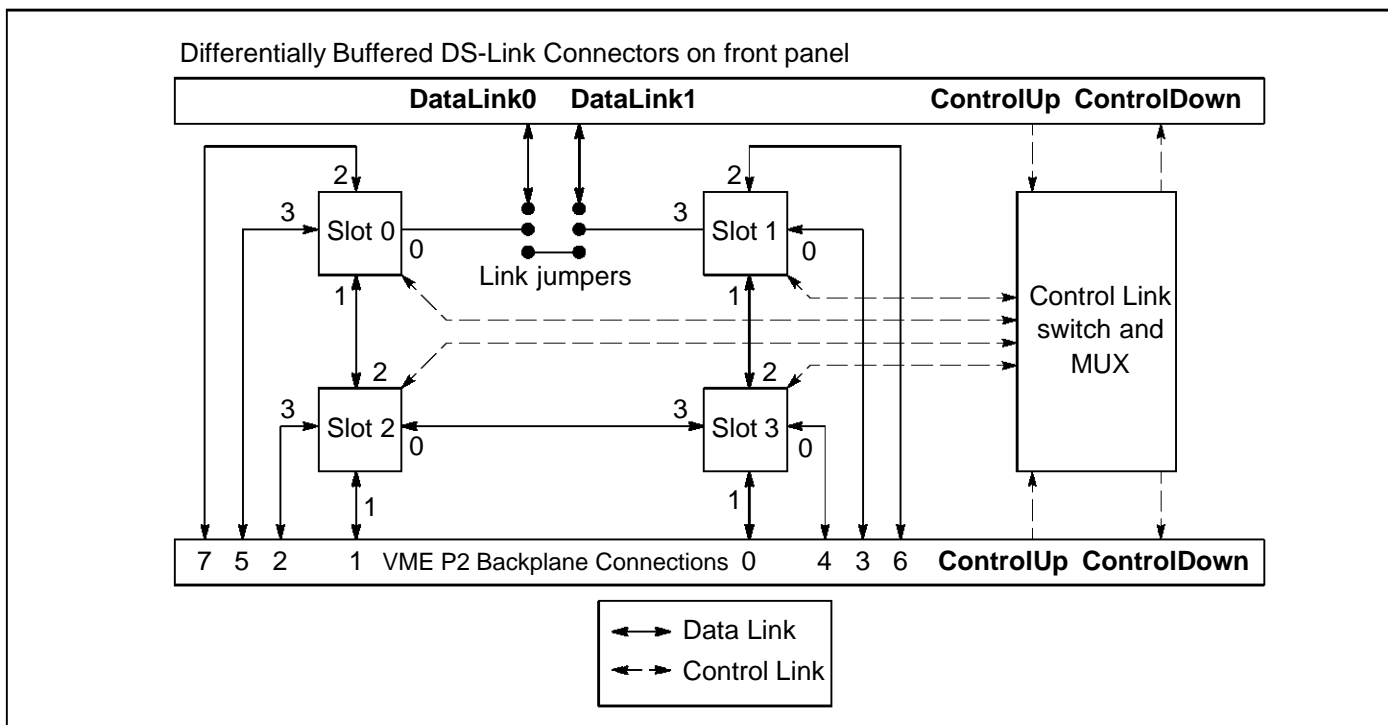 Differentially Buffered DS-Link Connectors on front panel
DataLink0 DataLink1 ControlUp ControlDown
2 2
3 Slot 0 0 3 Slot 1 0
Link jumpers
1 1
Control Link
switch and
MUX
2 2
3 Slot 2 0 3 Slot 3 0
1 1
7 5 2 1 VME P2 Backplane Connections 0 4 3 6 ControlUp ControlDown
Data Link
Control Link